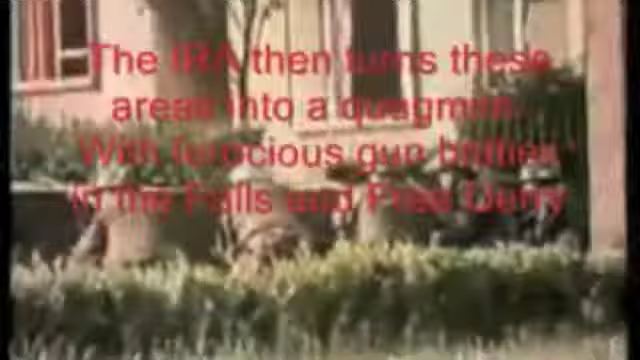 The IRA then turns these
areas into a quagmire.
With ferocious gun battles
in the Falls and Free Derry